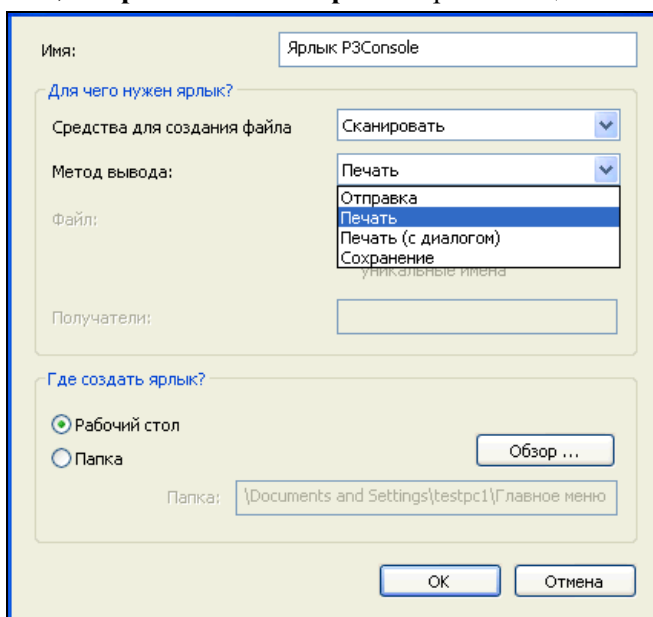 Имя:
Ярлык P3Console
Для чего нужен ярлык?
Средства для создания файла
Сканировать
Метод вывода:
Печать
Отправка
Печать
Печать (с диалогом)
Сохранение
Файл:
уникальные имена
Получатели:
Где создать ярлык?
Рабочий стол
Папка
Обзор ...
Папка:
\Documents and Settings\testpc1\Главное меню
OK
Отмена